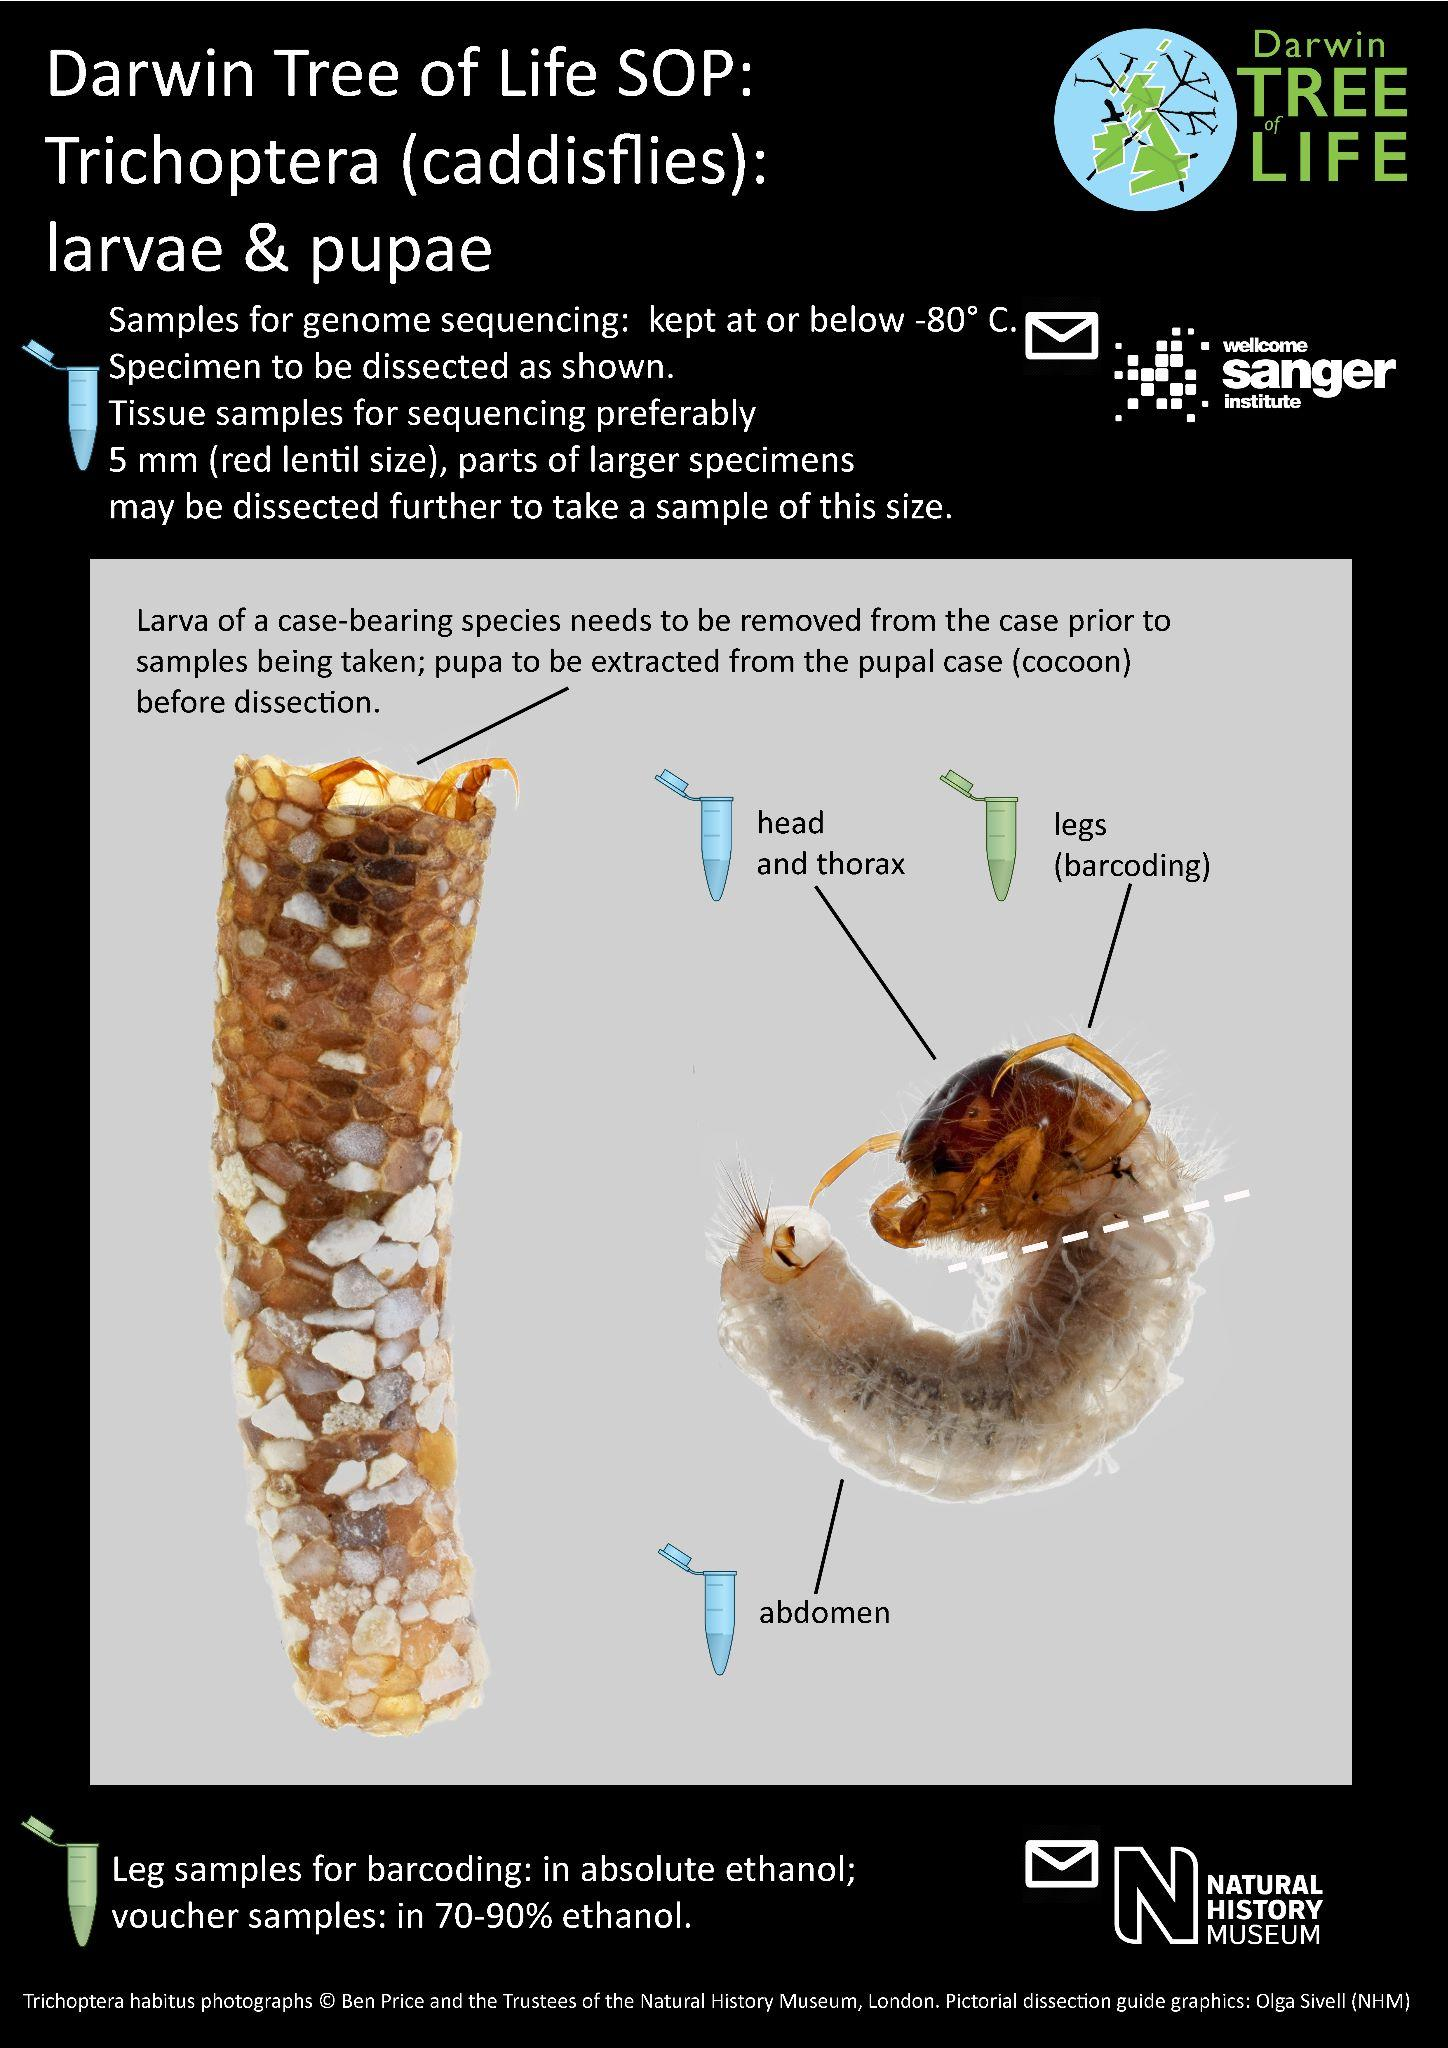 Darwin Tree of Life SOP:
Trichoptera (caddisflies):
larvae & pupae
Darwin
TREE
of
LIFE
Samples for genome sequencing: kept at or below -80° C.
Specimen to be dissected as shown.
Tissue samples for sequencing preferably
5 mm (red lentil size), parts of larger specimens
may be dissected further to take a sample of this size.
wellcome
sanger
institute
Larva of a case-bearing species needs to be removed from the case prior to
samples being taken; pupa to be extracted from the pupal case (cocoon)
before dissection.
head
and thorax
legs
(barcoding)
abdomen
Leg samples for barcoding: in absolute ethanol;
voucher samples: in 70-90% ethanol.
N
NATURAL
HISTORY
MUSEUM
Trichoptera habitus photographs © Ben Price and the Trustees of the Natural History Museum, London. Pictorial dissection guide graphics: Olga Sivell (NHM)